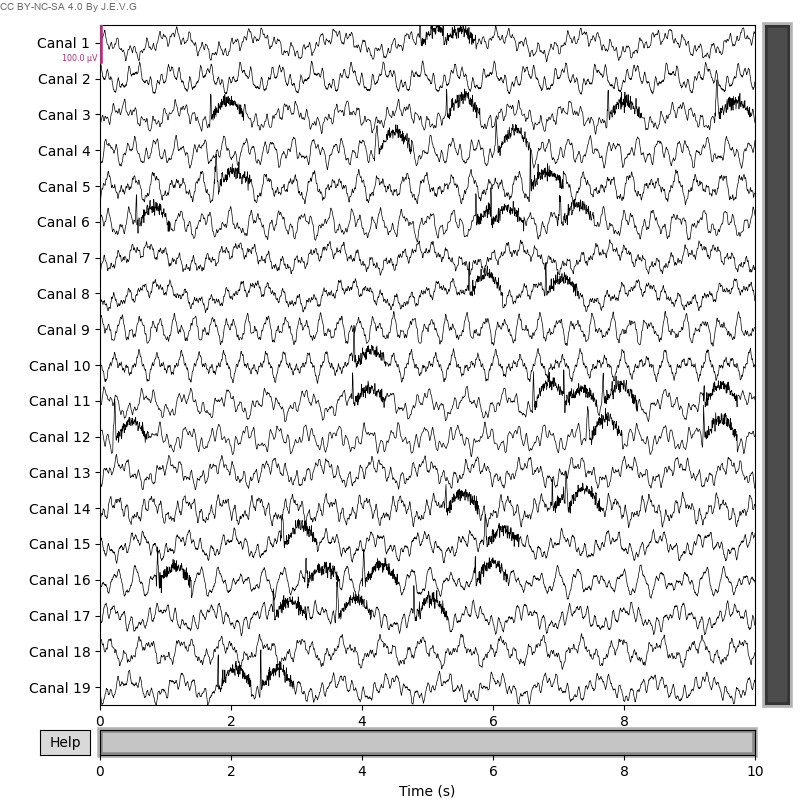 CC BY-NC-SA 4.0 By J.E.V.G
Canal 1
100.0 µV
Canal 2
Canal 3
Canal 4
Canal 5
Canal 6
Canal 7
Canal 8
Canal 9
Canal 10
Canal 11
Canal 12
Canal 13
Canal 14
Canal 15
Canal 16
Canal 17
Canal 18
Canal 19
0 2 4 6 8
Help
0 2 4 6 8 10
Time (s)